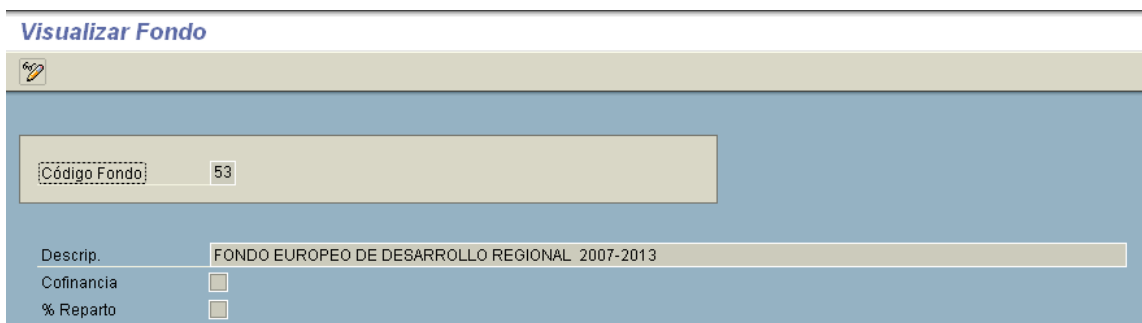 Visualizar Fondo
Código Fondo 53
Descrip. FONDO EUROPEO DE DESARROLLO REGIONAL 2007-2013
Cofinancia
% Reparto